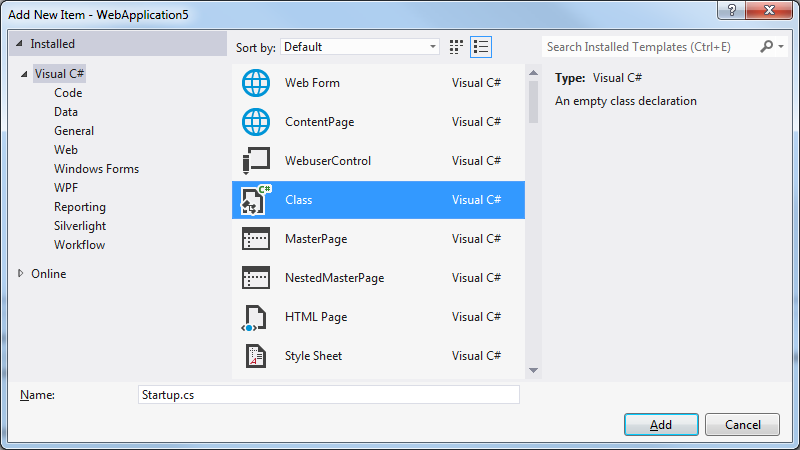 Add New Item - WebApplication5
?
Installed
Sort by: Default
Search Installed Templates (Ctrl+E)
Visual C#
Code
Data
General
Web
Windows Forms
WPF
Reporting
Silverlight
Workflow
Online
Web Form Visual C#
ContentPage Visual C#
WebuserControl Visual C#
C# Class Visual C#
MasterPage Visual C#
NestedMasterPage Visual C#
HTML Page Visual C#
Style Sheet Visual C#
Type: Visual C#
An empty class declaration
Name: Startup.cs
Add Cancel